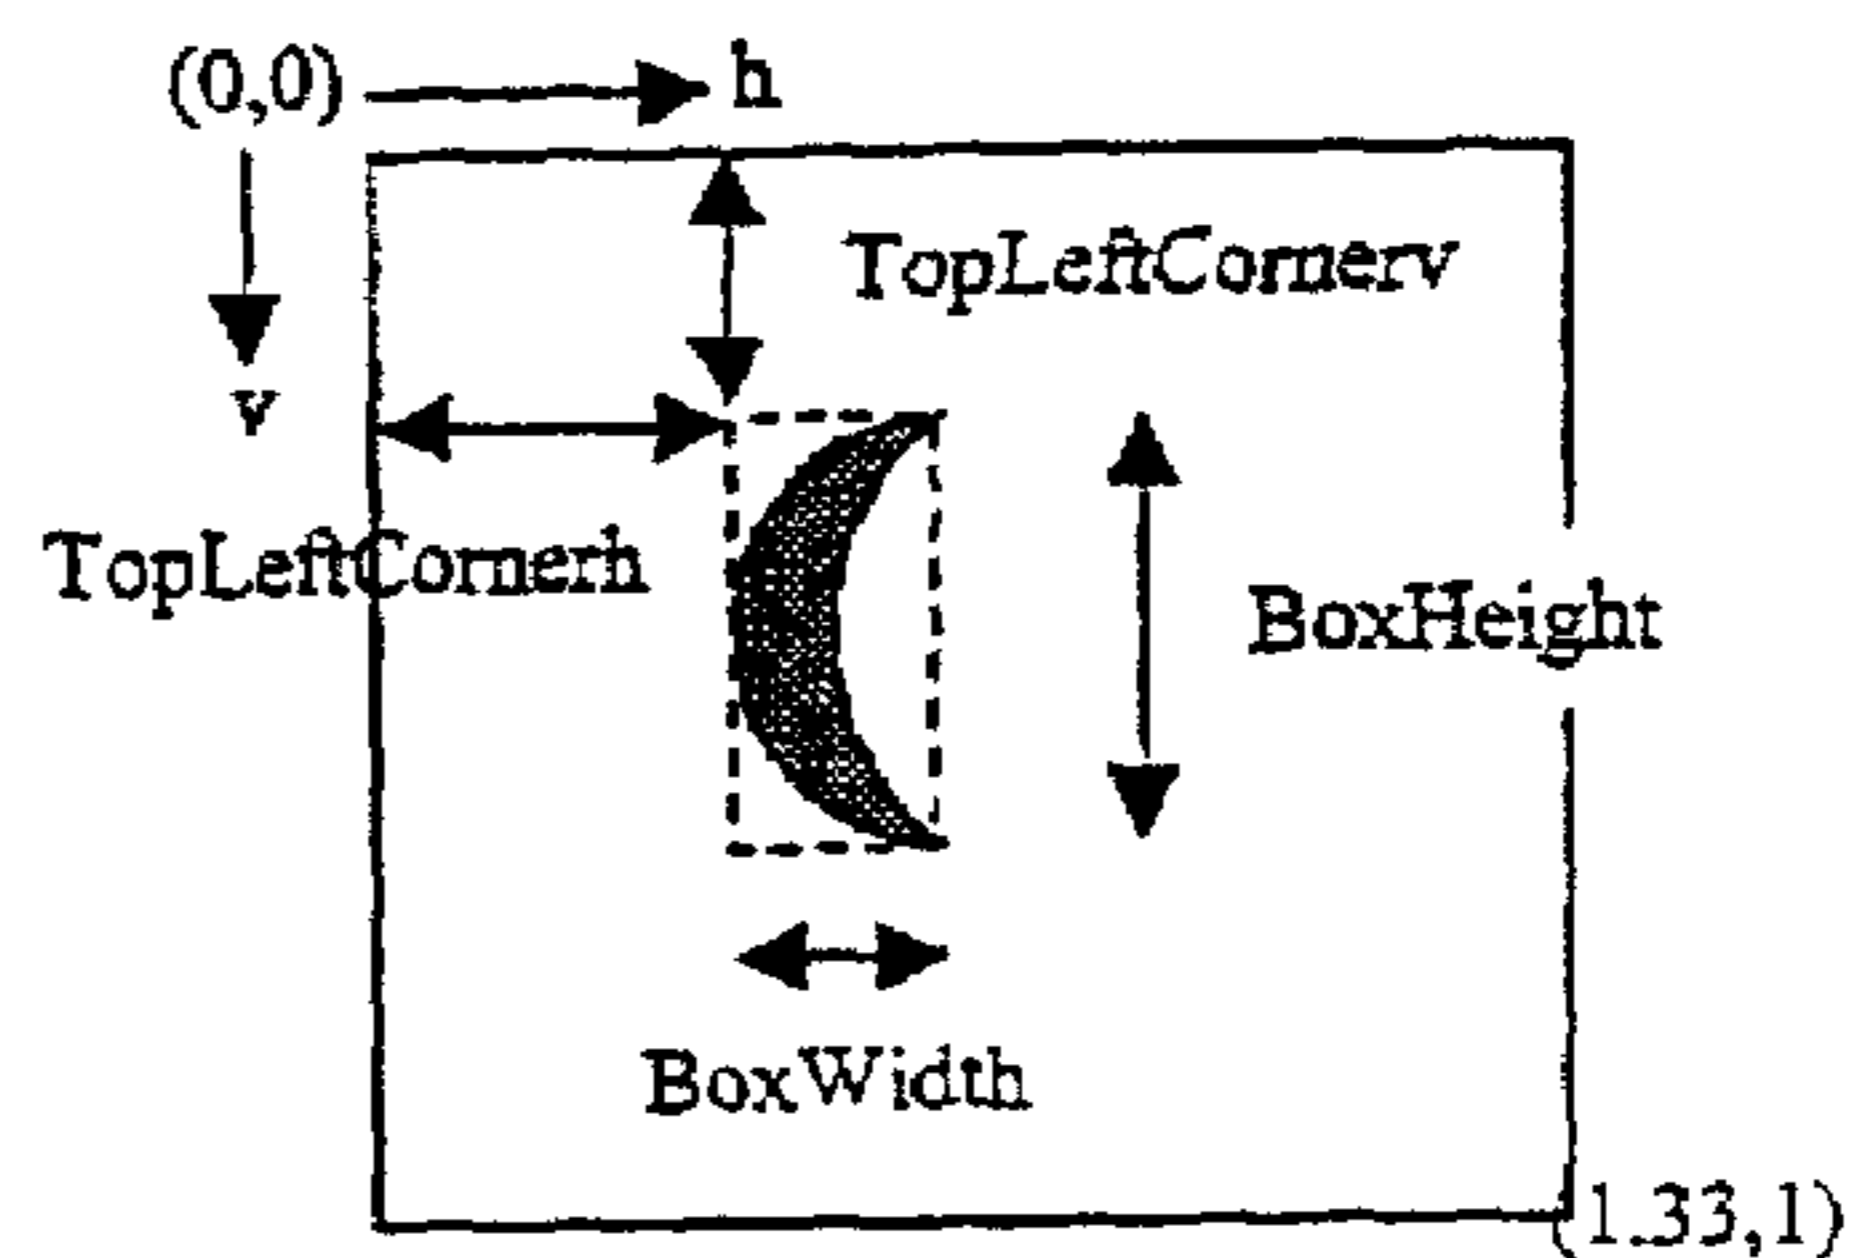 (0,0)
h
TopLeftCornerv
v
TopLeftCornerh
BoxHeight
BoxWidth
(1.33,1)